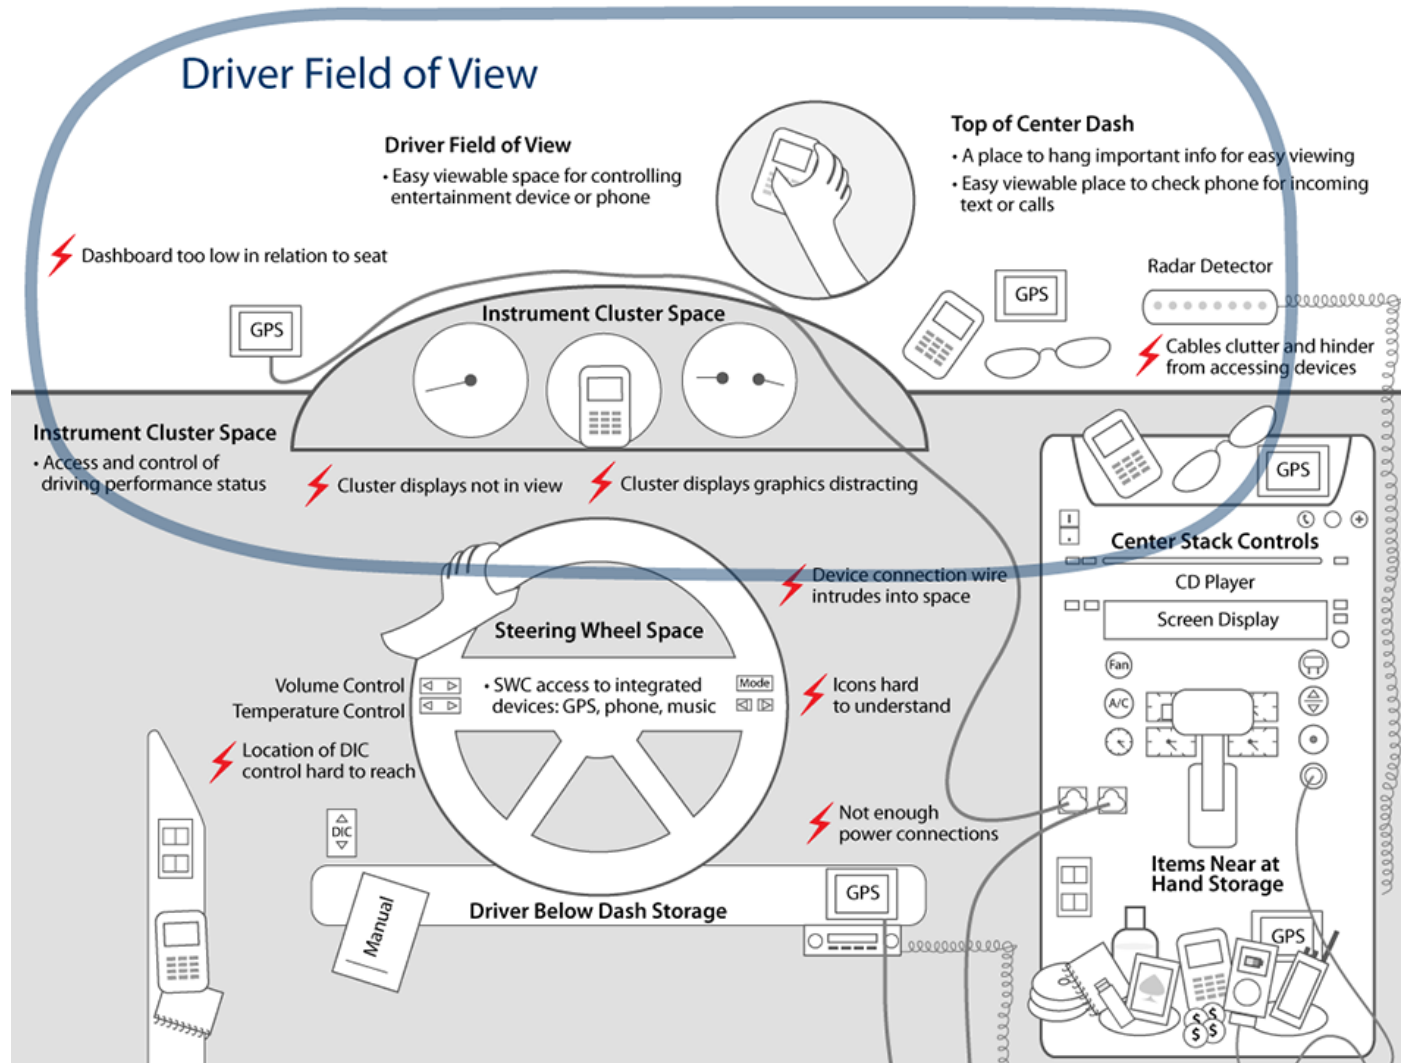 Driver Field of View
Driver Field of View
• Easy viewable space for controlling
entertainment device or phone
Top of Center Dash
• A place to hang important info for easy viewing
• Easy viewable place to check phone for incoming
text or calls
Dashboard too low in relation to seat
Radar Detector
GPS
GPS
Instrument Cluster Space
Cables clutter and hinder
from accessing devices
Instrument Cluster Space
• Access and control of
driving performance status
Cluster displays not in view
Cluster displays graphics distracting
GPS
Center Stack Controls
Device connection wire
intrudes into space
CD Player
Screen Display
Steering Wheel Space
Volume Control
• SWC access to integrated
devices: GPS, phone, music
Mode
Temperature Control
Icons hard
to understand
Fan
A/C
Location of DIC
control hard to reach
Not enough
power connections
DIC
Items Near at
Hand Storage
GPS
Driver Below Dash Storage
Manual
GPS
$
$
$
$